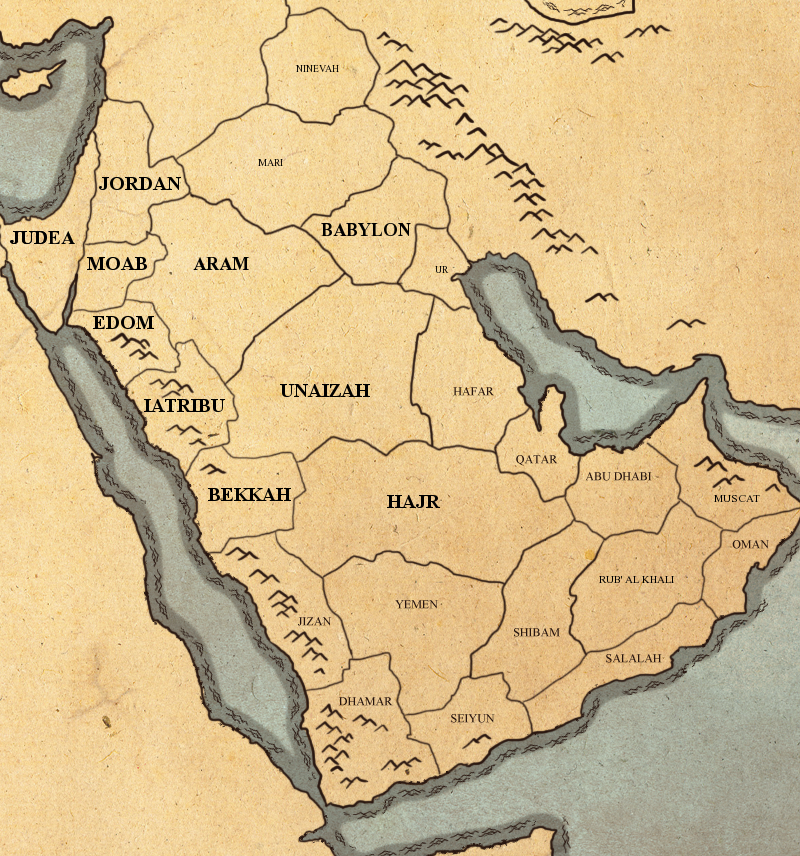 NINEVAH
MARI
JORDAN
BABYLON
JUDEA
MOAB
ARAM
UR
EDOM
UNAIZAH
HAFAR
IATRIBU
QATAR
ABU DHABI
BEKKAH
HAJR
MUSCAT
OMAN
RUB' AL KHALI
YEMEN
JIZAN
SHIBAM
SALALAH
DHAMAR
SEIYUN